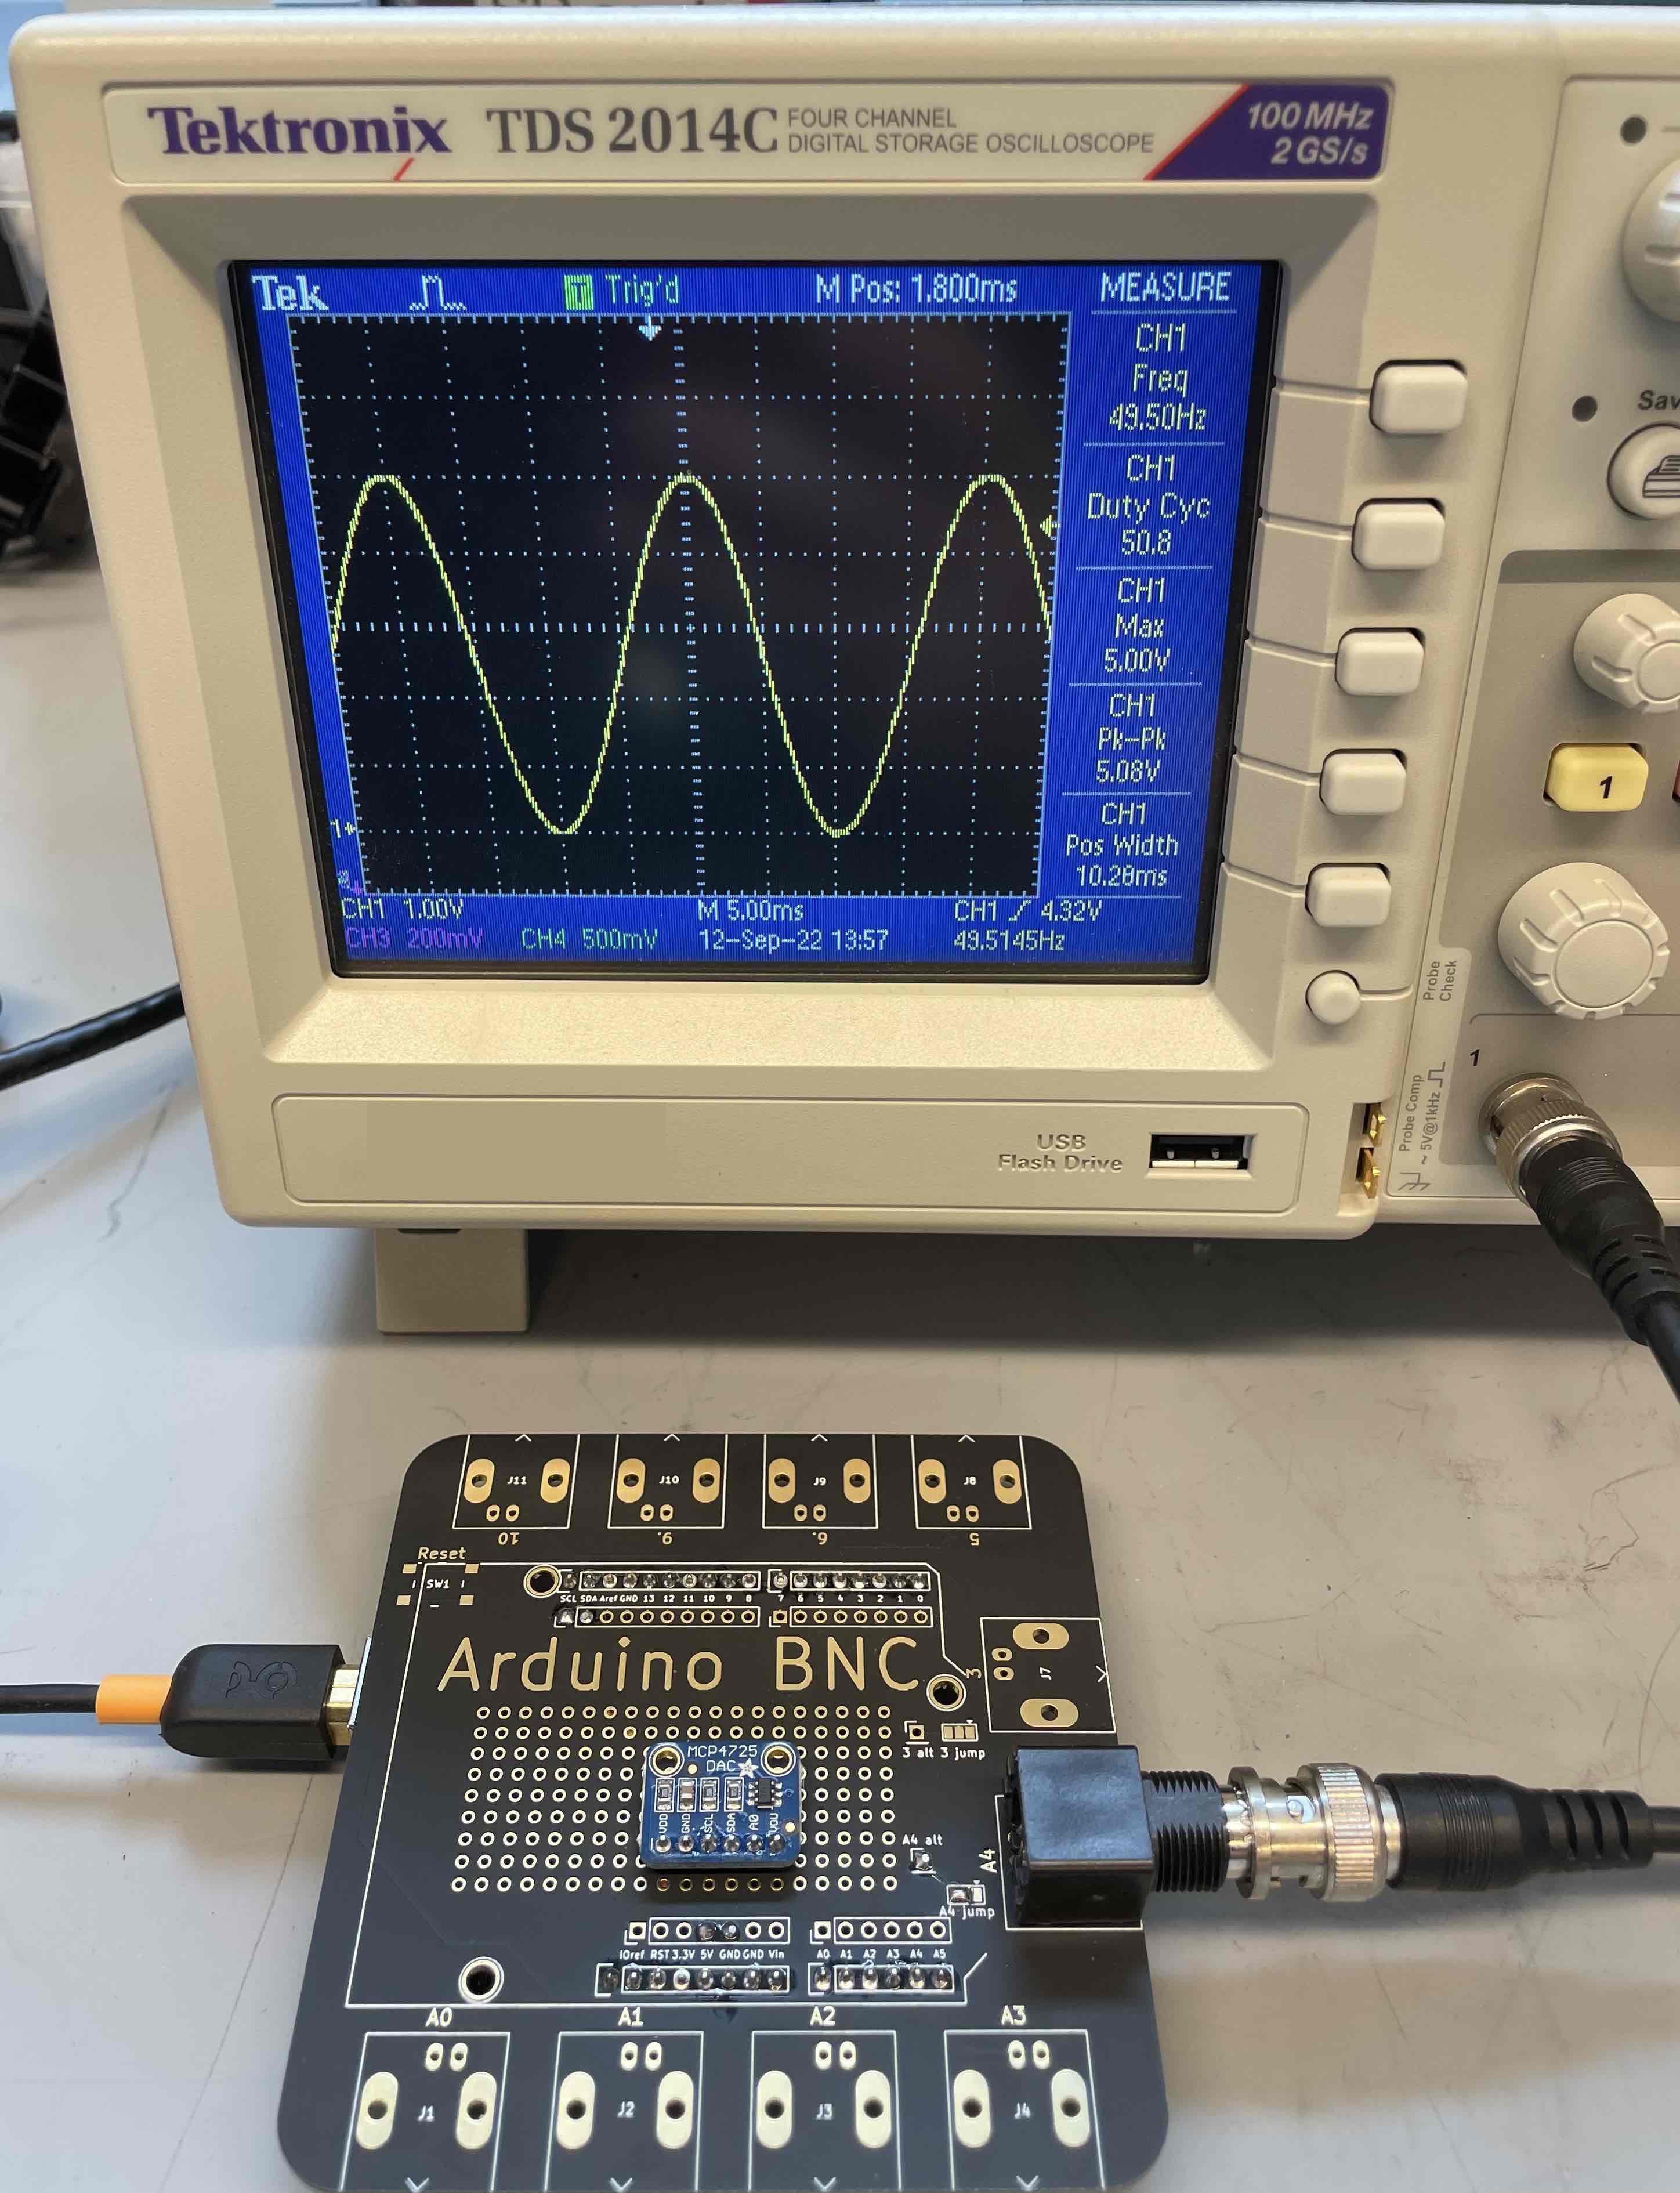 Tektronix TDS 2014C FOUR CHANNEL
DIGITAL STORAGE OSCILLOSCOPE
100 MHz
2 GS/s
Tek T Trig'd M Pos: 1.800ms MEASURE
CH1
Freq
49.50Hz
CH1
Duty Cyc
50.8
CH1
Max
5.00V
CH1
Pk-Pk
5.08V
CH1
Pos Width
10.28ms
1
CH1 1.00V M 5.00ms CH1 4.32V
CH3 200mV CH4 500mV 12-Sep-22 13:57 49.5145Hz
Sav
1
Probe
Check
1
Probe Comp
~ 5V@1kHz
USB
Flash Drive
J11 J10 J9 J8
10 9. 6. 5
Reset
SW1
SCL SDA Aref GND 13 12 11 10 9 8 7 6 5 4 3 2 1 0
Arduino BNC
3
J7
3 alt 3 jump
MCP4725
DAC
VDD GND SCL SDA A0 VOU
A4 alt
A4
A4 jump
IOref RST 3.3V 5V GND GND Vin A0 A1 A2 A3 A4 A5
A0 A1 A2 A3
J1 J2 J3 J4